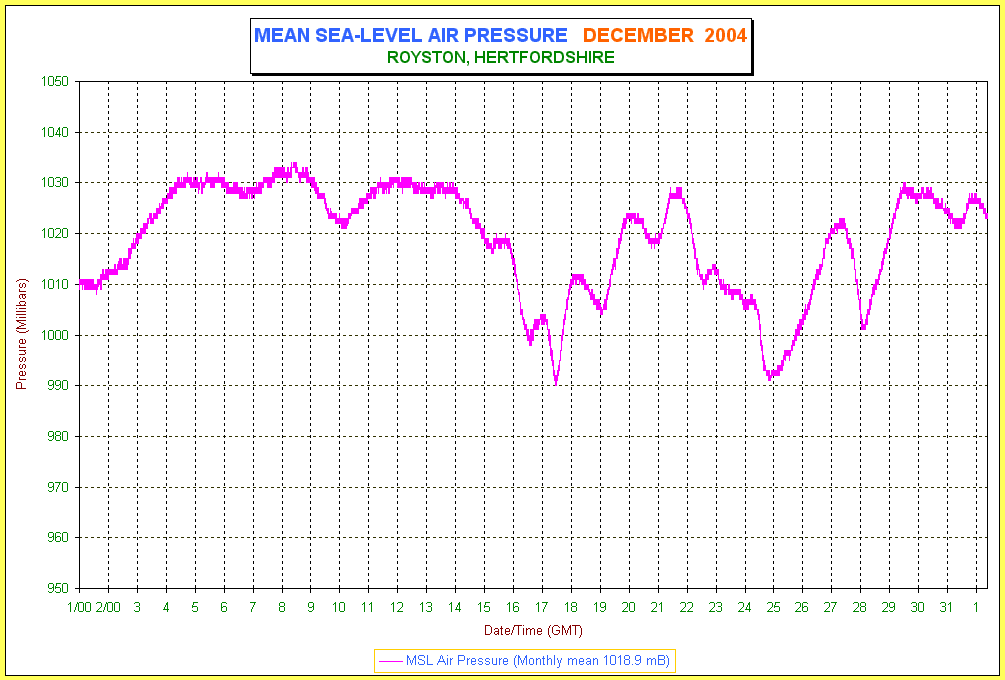 MEAN SEA-LEVEL AIR PRESSURE DECEMBER 2004
ROYSTON, HERTFORDSHIRE
1050
1040
1030
1020
1010
1000
990
980
970
960
950
Pressure (Millibars)
1/00 2/00 3 4 5 6 7 8 9 10 11 12 13 14 15 16 17 18 19 20 21 22 23 24 25 26 27 28 29 30 31 1
Date/Time (GMT)
MSL Air Pressure (Monthly mean 1018.9 mB)